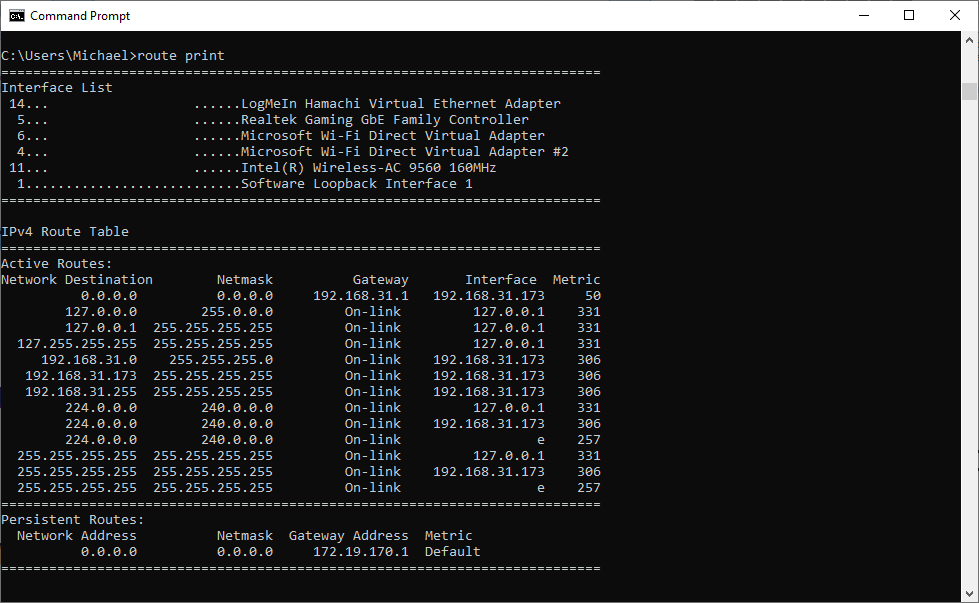 Command Prompt
C:\Users\Michael>route print
===========================================================================
Interface List
 14...                  ......LogMeIn Hamachi Virtual Ethernet Adapter
  5...                  ......Realtek Gaming GbE Family Controller
  6...                  ......Microsoft Wi-Fi Direct Virtual Adapter
  4...                  ......Microsoft Wi-Fi Direct Virtual Adapter #2
 11...                  ......Intel(R) Wireless-AC 9560 160MHz
  1...........................Software Loopback Interface 1
===========================================================================
IPv4 Route Table
===========================================================================
Active Routes:
Network Destination        Netmask          Gateway       Interface  Metric
          0.0.0.0          0.0.0.0     192.168.31.1   192.168.31.173     50
        127.0.0.0        255.0.0.0         On-link         127.0.0.1    331
        127.0.0.1  255.255.255.255         On-link         127.0.0.1    331
  127.255.255.255  255.255.255.255         On-link         127.0.0.1    331
     192.168.31.0    255.255.255.0         On-link    192.168.31.173    306
   192.168.31.173  255.255.255.255         On-link    192.168.31.173    306
   192.168.31.255  255.255.255.255         On-link    192.168.31.173    306
        224.0.0.0        240.0.0.0         On-link         127.0.0.1    331
        224.0.0.0        240.0.0.0         On-link    192.168.31.173    306
        224.0.0.0        240.0.0.0         On-link                 e    257
  255.255.255.255  255.255.255.255         On-link         127.0.0.1    331
  255.255.255.255  255.255.255.255         On-link    192.168.31.173    306
  255.255.255.255  255.255.255.255         On-link                 e    257
===========================================================================
Persistent Routes:
  Network Address          Netmask  Gateway Address  Metric
          0.0.0.0          0.0.0.0     172.19.170.1  Default
===========================================================================